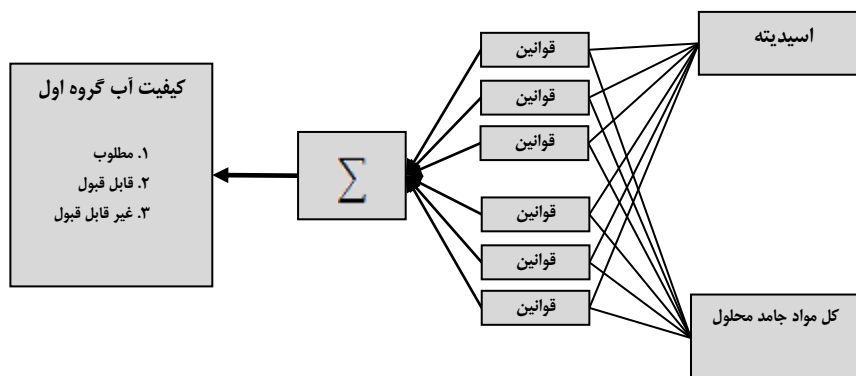 اسیدیته
کل مواد جامد محلول
قوانین
قوانین
قوانین
قوانین
قوانین
قوانین
∑
کیفیت آب گروه اول
۱. مطلوب
۲. قابل قبول
۳. غیر قابل قبول